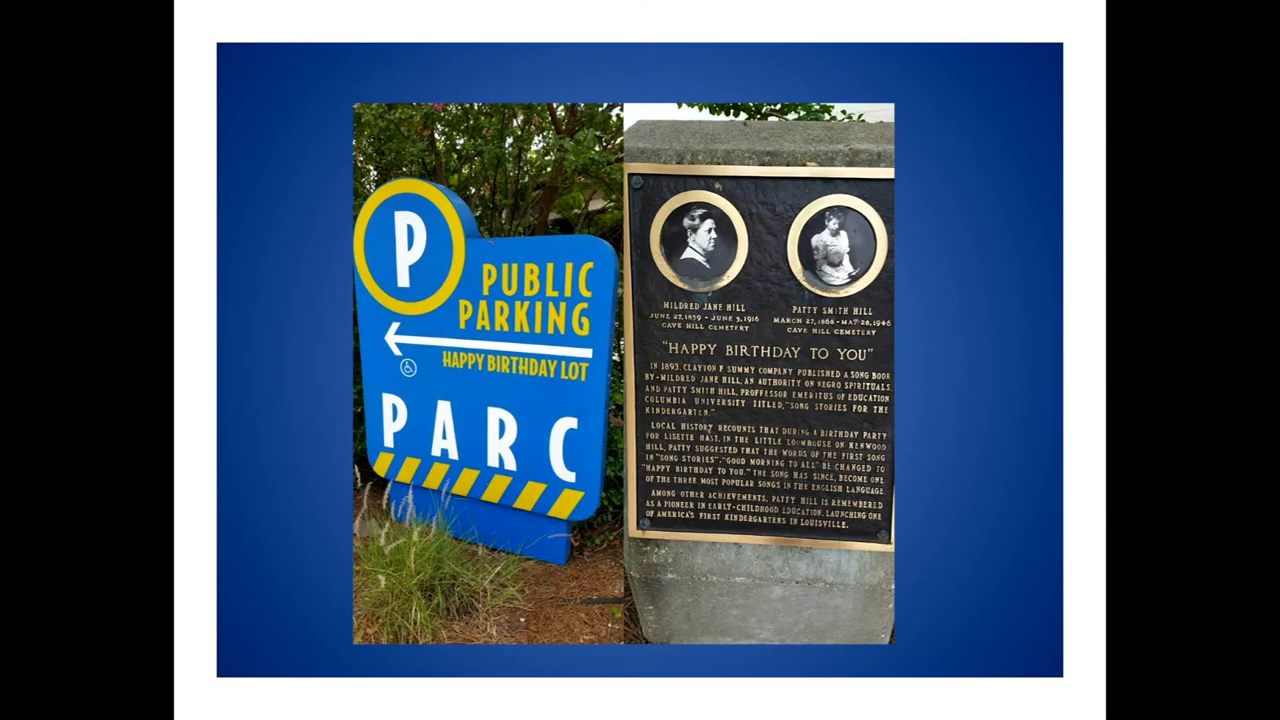 P
PUBLIC
PARKING
HAPPY BIRTHDAY LOT
PARC
MILDRED JANE HILL
JUNE 27, 1859 - JUNE 5, 1916
CAVE HILL CEMETERY
PATTY SMITH HILL
MARCH 27, 1868 - MAY 28, 1946
CAVE HILL CEMETERY
"HAPPY BIRTHDAY TO YOU"
IN 1893, CLAYTON F SUMMY COMPANY PUBLISHED A SONG BOOK
BY-MILDRED JANE HILL, AN AUTHORITY ON NEGRO SPIRITUALS,
AND PATTY SMITH HILL, PROFFESSOR EMERITUS OF EDUCATION
COLUMBIA UNIVERSITY TITLED, "SONG STORIES FOR THE
KINDERGARTEN."
LOCAL HISTORY RECOUNTS THAT DURING A BIRTHDAY PARTY
FOR LISETTE HAST, IN THE LITTLE LOOMHOUSE ON KENWOOD
HILL, PATTY SUGGESTED THAT THE WORDS OF THE FIRST SONG
IN "SONG STORIES"-"GOOD MORNING TO ALL" BE CHANGED TO
"HAPPY BIRTHDAY TO YOU." THE SONG HAS SINCE, BECOME ONE
OF THE THREE MOST POPULAR SONGS IN THE ENGLISH LANGUAGE.
AMONG OTHER ACHIEVEMENTS, PATTY HILL IS REMEMBERED
AS A PIONEER IN EARLY-CHILDHOOD EDUCATION, LAUNCHING ONE
OF AMERICA'S FIRST KINDERGARTENS IN LOUISVILLE.